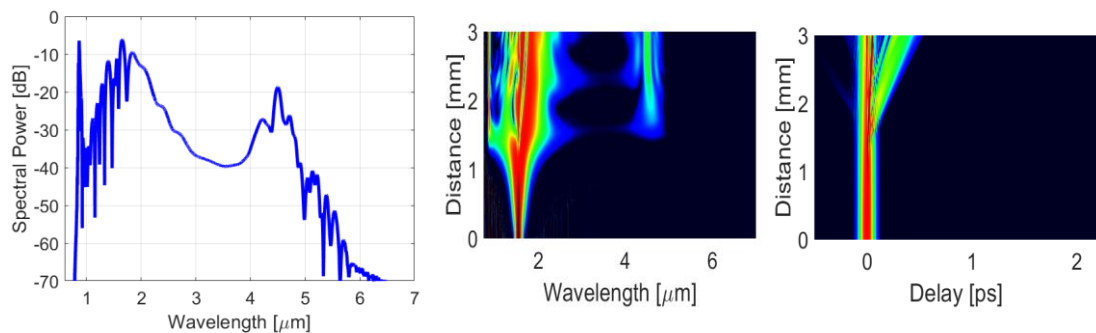 0
-10
-20
-30
-40
-50
-60
-70
Spectral Power [dB]
1 2 3 4 5 6 7
Wavelength [μm]
3
2
1
0
Distance [mm]
2 4 6
Wavelength [μm]
3
2
1
0
Distance [mm]
0 1 2
Delay [ps]